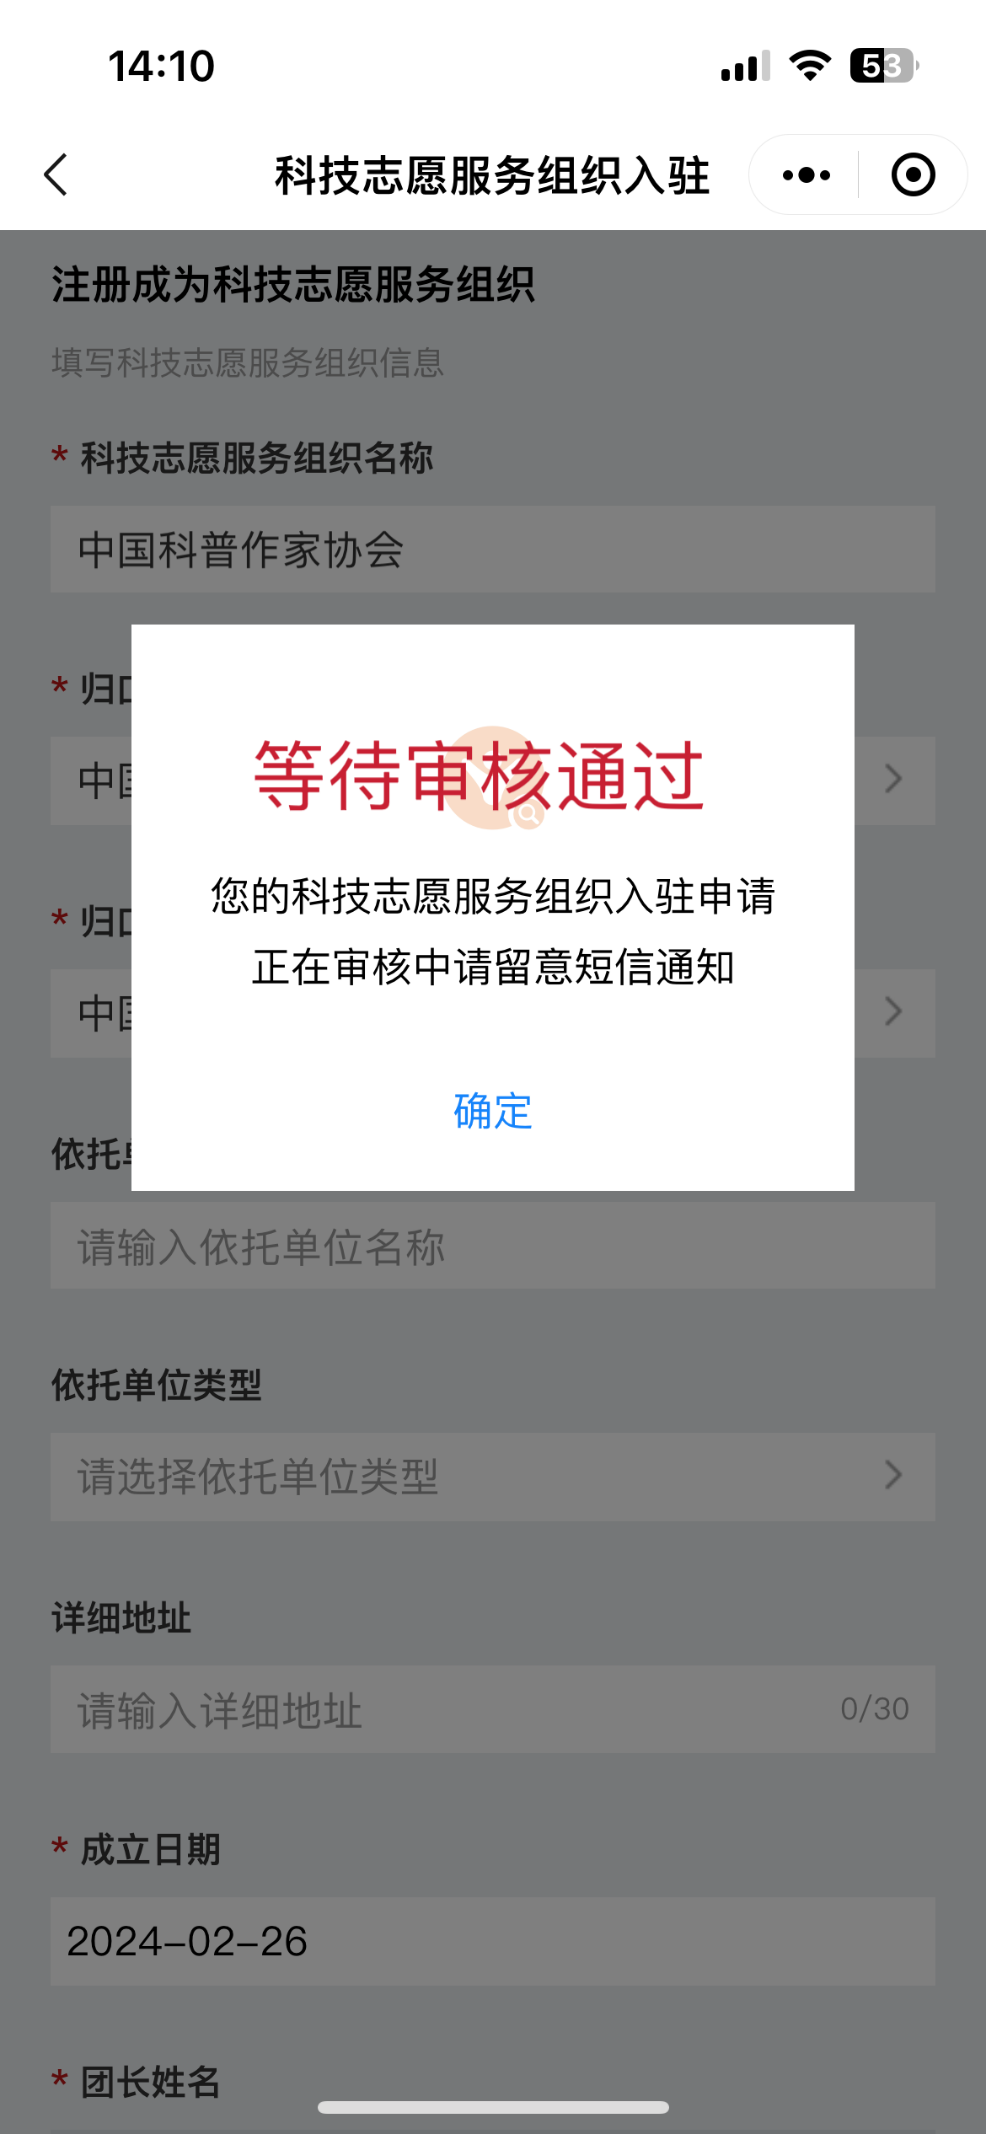 14:10
53
科技志愿服务组织入驻
注册成为科技志愿服务组织
填写科技志愿服务组织信息
* 科技志愿服务组织名称
中国科普作家协会
* 归口
中国
等待审核通过
您的科技志愿服务组织入驻申请
正在审核中请留意短信通知
确定
* 归口
中国
依托单
请输入依托单位名称
依托单位类型
请选择依托单位类型
详细地址
请输入详细地址
0/30
* 成立日期
2024-02-26
* 团长姓名